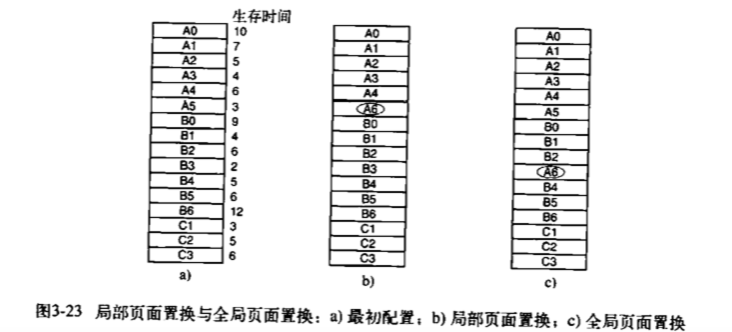 生存时间
A0 10 A0 A0
A1 7 A1 A1
A2 5 A2 A2
A3 4 A3 A3
A4 6 A4 A4
A5 3 A6 A5
B0 9 B0 B0
B1 4 B1 B1
B2 6 B2 B2
B3 2 B3 A6
B4 5 B4 B4
B5 6 B5 B5
B6 12 B6 B6
C1 3 C1 C1
C2 5 C2 C2
C3 6 C3 C3
a) b) c)
图3-23 局部页面置换与全局页面置换：a) 最初配置；b) 局部页面置换；c) 全局页面置换